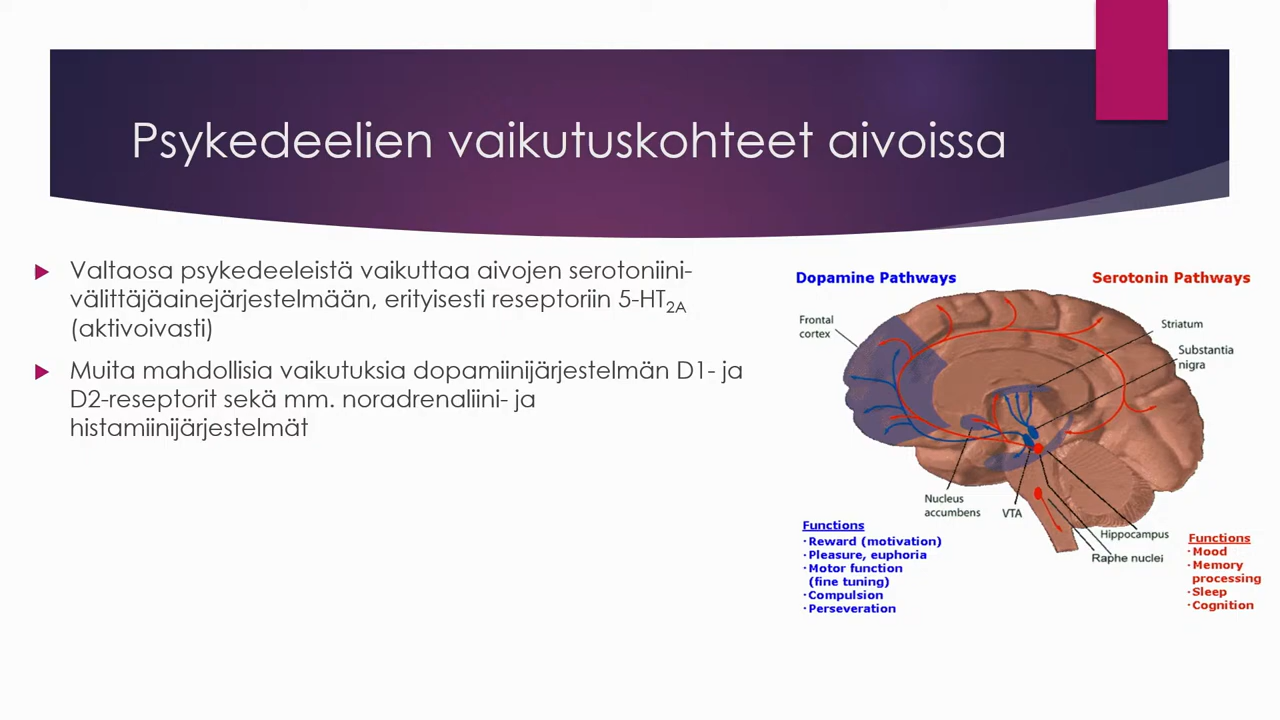 Psykedeelien vaikutuskohteet aivoissa
Valtaosa psykedeeleistä vaikuttaa aivojen serotoniini-
välittäjäainejärjestelmään, erityisesti reseptoriin 5-HT2A
(aktivoivasti)
Muita mahdollisia vaikutuksia dopamiinijärjestelmän D1- ja
D2-reseptorit sekä mm. noradrenaliini- ja
histamiinijärjestelmät
Dopamine Pathways
Serotonin Pathways
Frontal
cortex
Striatum
Substantia
nigra
Nucleus
accumbens
VTA
Hippocampus
Raphe nuclei
Functions
·Reward (motivation)
·Pleasure, euphoria
·Motor function
(fine tuning)
·Compulsion
·Perseveration
Functions
·Mood
·Memory
processing
·Sleep
·Cognition